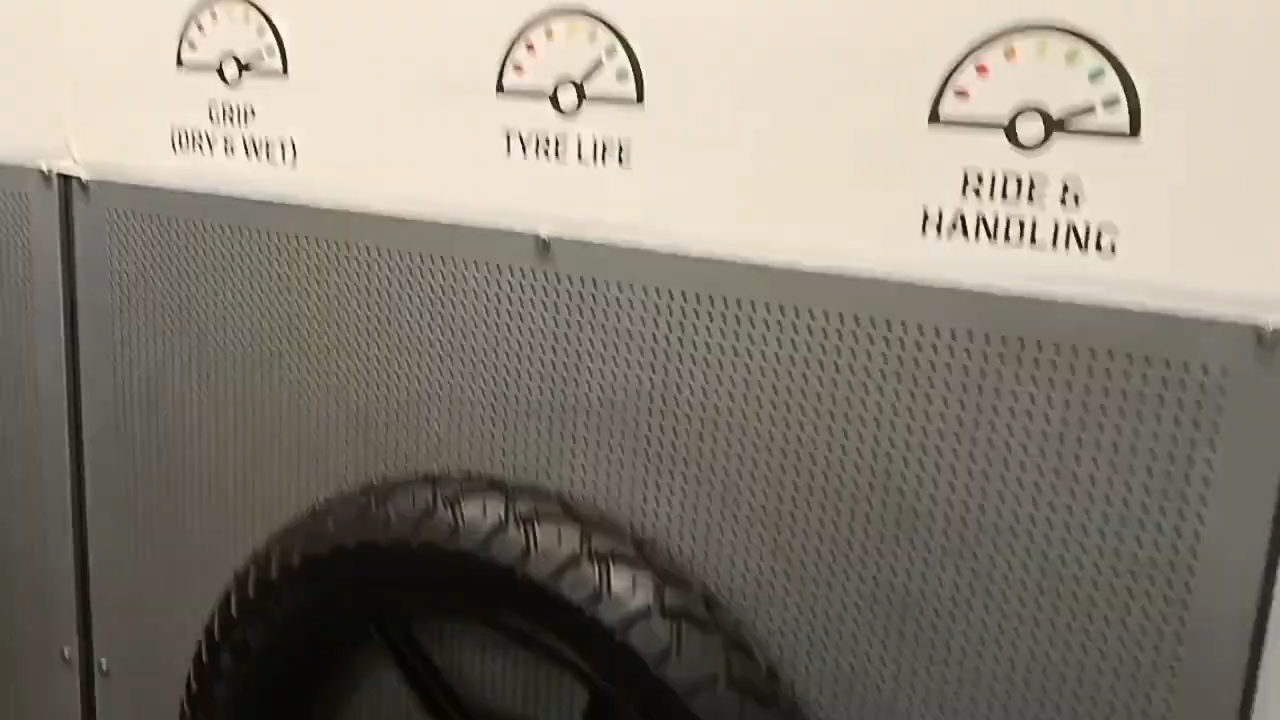 GRIP
(DRY & WET)
TYRE LIFE
RIDE &
HANDLING